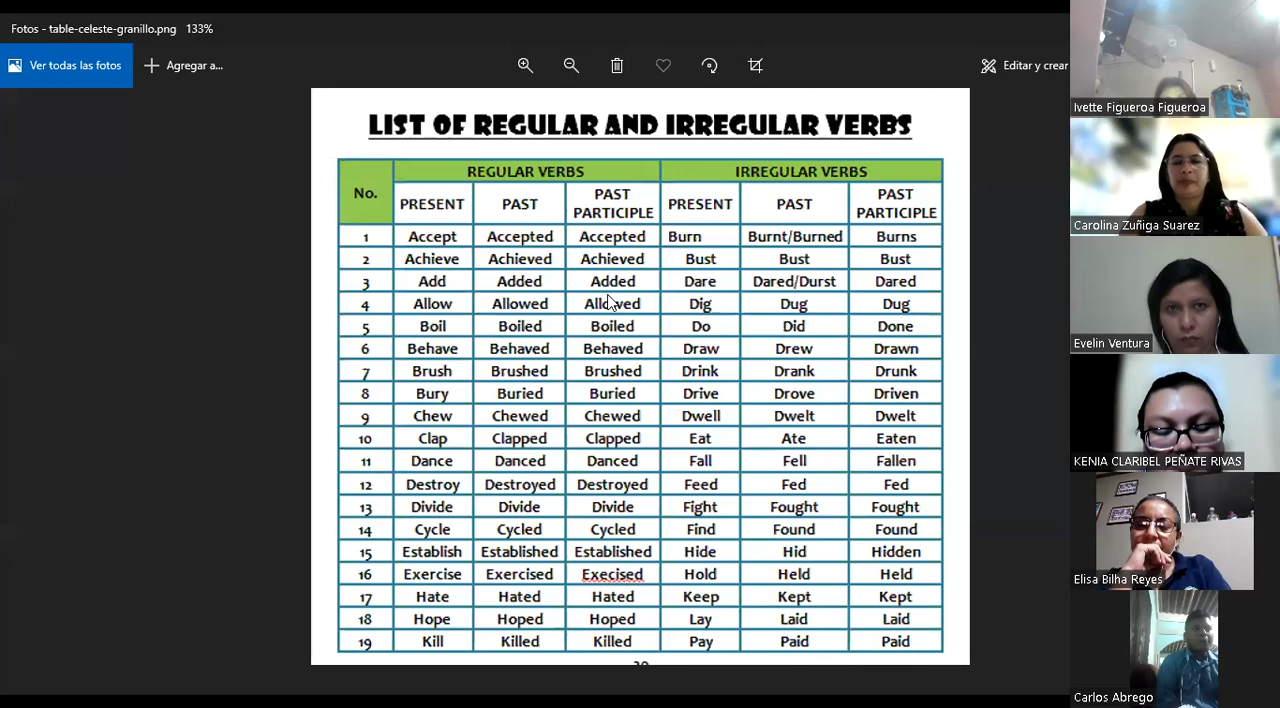 Fotos - table-celeste-granillo.png 133%
Ver todas las fotos
Agregar a...
Editar y crear
LIST OF REGULAR AND IRREGULAR VERBS
No. REGULAR VERBS IRREGULAR VERBS
PRESENT PAST PAST PARTICIPLE PRESENT PAST PAST PARTICIPLE
1 Accept Accepted Accepted Burn Burnt/Burned Burns
2 Achieve Achieved Achieved Bust Bust Bust
3 Add Added Added Dare Dared/Durst Dared
4 Allow Allowed Allowed Dig Dug Dug
5 Boil Boiled Boiled Do Did Done
6 Behave Behaved Behaved Draw Drew Drawn
7 Brush Brushed Brushed Drink Drank Drunk
8 Bury Buried Buried Drive Drove Driven
9 Chew Chewed Chewed Dwell Dwelt Dwelt
10 Clap Clapped Clapped Eat Ate Eaten
11 Dance Danced Danced Fall Fell Fallen
12 Destroy Destroyed Destroyed Feed Fed Fed
13 Divide Divide Divide Fight Fought Fought
14 Cycle Cycled Cycled Find Found Found
15 Establish Established Established Hide Hid Hidden
16 Exercise Exercised Execised Hold Held Held
17 Hate Hated Hated Keep Kept Kept
18 Hope Hoped Hoped Lay Laid Laid
19 Kill Killed Killed Pay Paid Paid
Ivette Figueroa Figueroa
Carolina Zuñiga Suarez
Evelin Ventura
KENIA CLARIBEL PEÑATE RIVAS
Elisa Bilha Reyes
Carlos Abrego